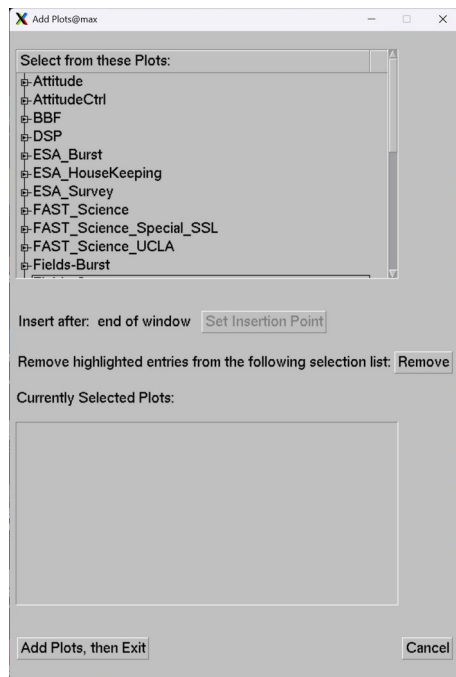 Add Plots@max
Select from these Plots:
Attitude
AttitudeCtrl
BBF
DSP
ESA_Burst
ESA_HouseKeeping
ESA_Survey
FAST_Science
FAST_Science_Special_SSL
FAST_Science_UCLA
Fields-Burst
Insert after: end of window Set Insertion Point
Remove highlighted entries from the following selection list: Remove
Currently Selected Plots:
Add Plots, then Exit Cancel